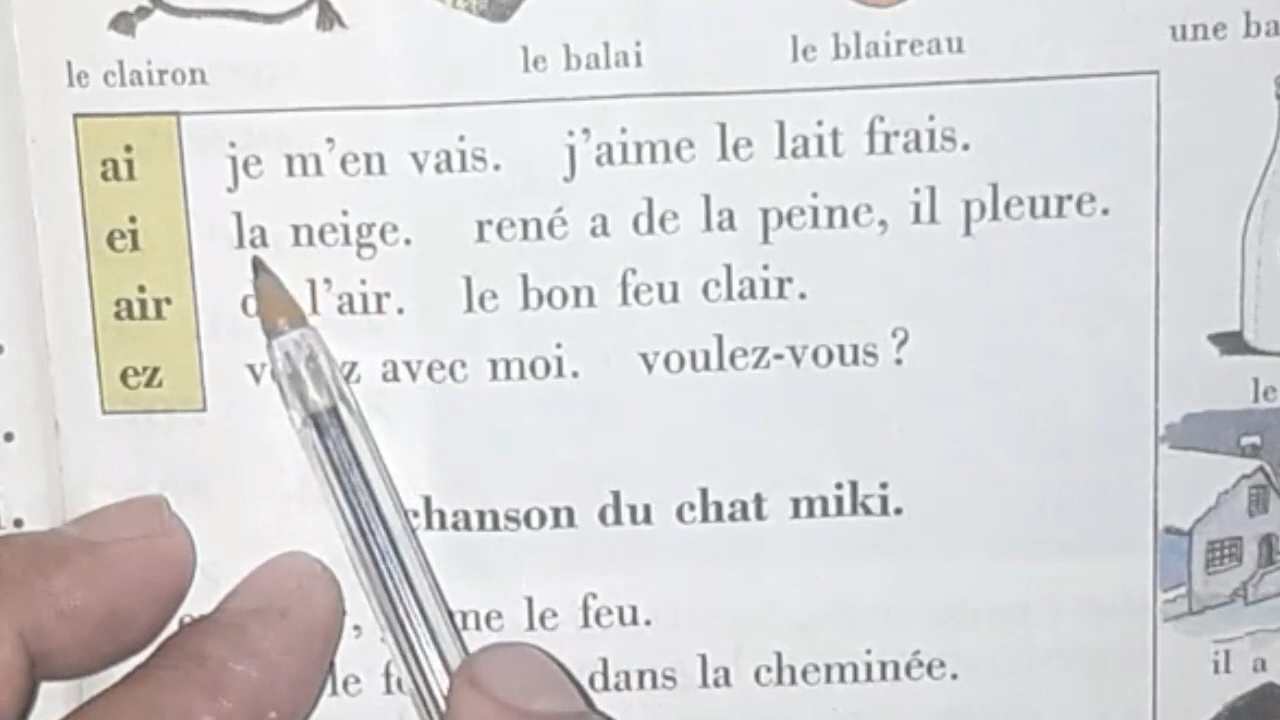 le clairon le balai le blaireau une
ai je m'en vais. j'aime le lait frais.
ei la neige. rené a de la peine, il pleure.
air l'air. le bon feu clair.
ez avec moi. voulez-vous ?
le
chanson du chat miki.
le feu.
dans la cheminée.
il a